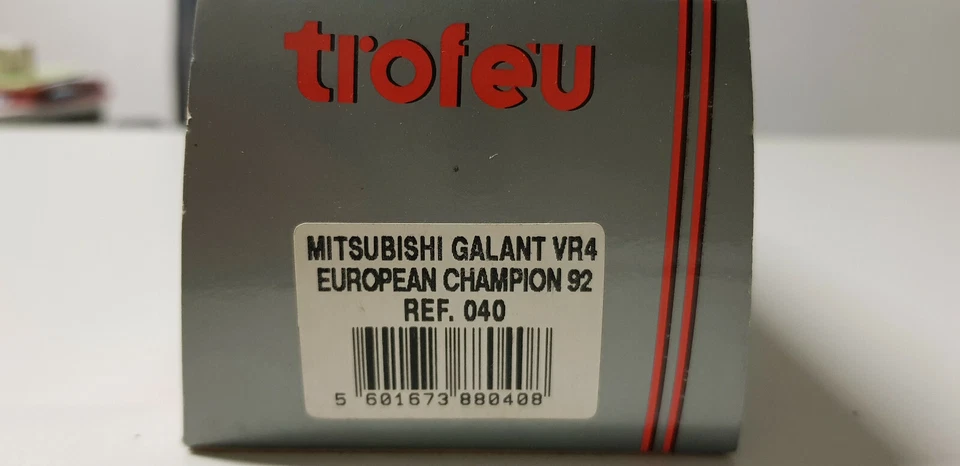 trofeu
MITSUBISHI GALANT VR4
EUROPEAN CHAMPION 92
REF. 040
5 601673 880408